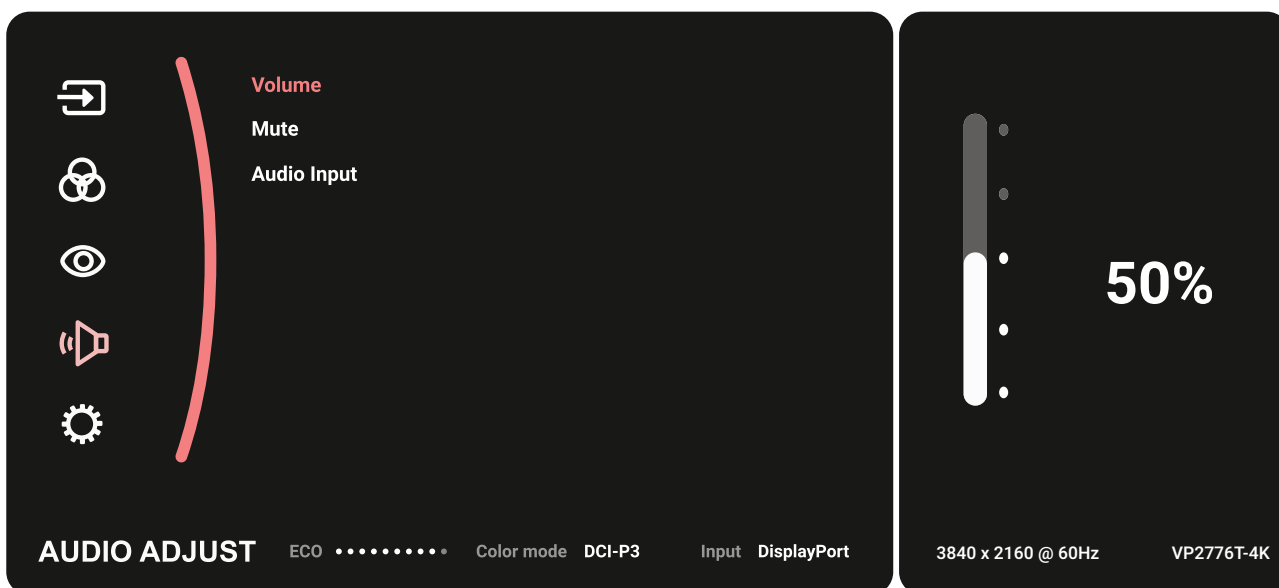 Volume
Mute
Audio Input
50%
AUDIO ADJUST ECO Color mode DCI-P3 Input DisplayPort
3840 x 2160 @ 60Hz VP2776T-4K